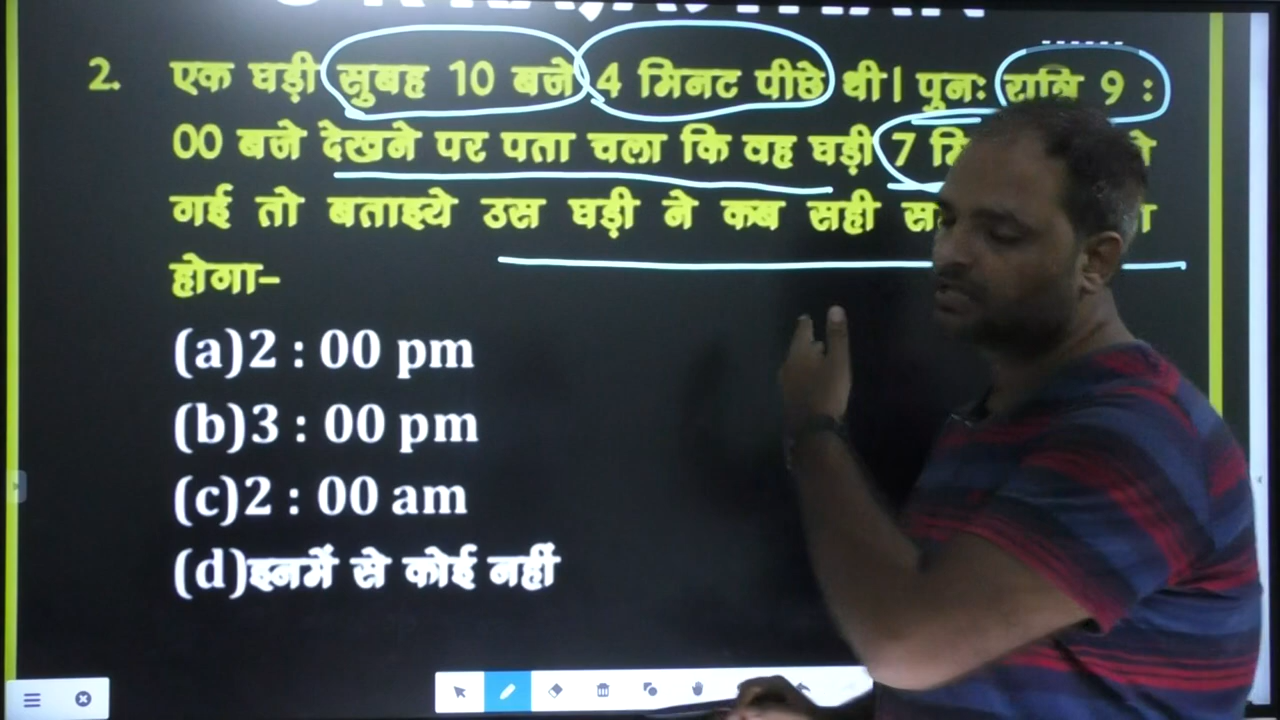 2. एक घड़ी सुबह 10 बजे 4 मिनट पीछे थी। पुनः रात्रि 9 :
00 बजे देखने पर पता चला कि वह घड़ी 7
गई तो बताइये उस घड़ी ने कब सही
होगा-
(a)2 : 00 pm
(b)3 : 00 pm
(c)2 : 00 am
(d)इनमें से कोई नहीं